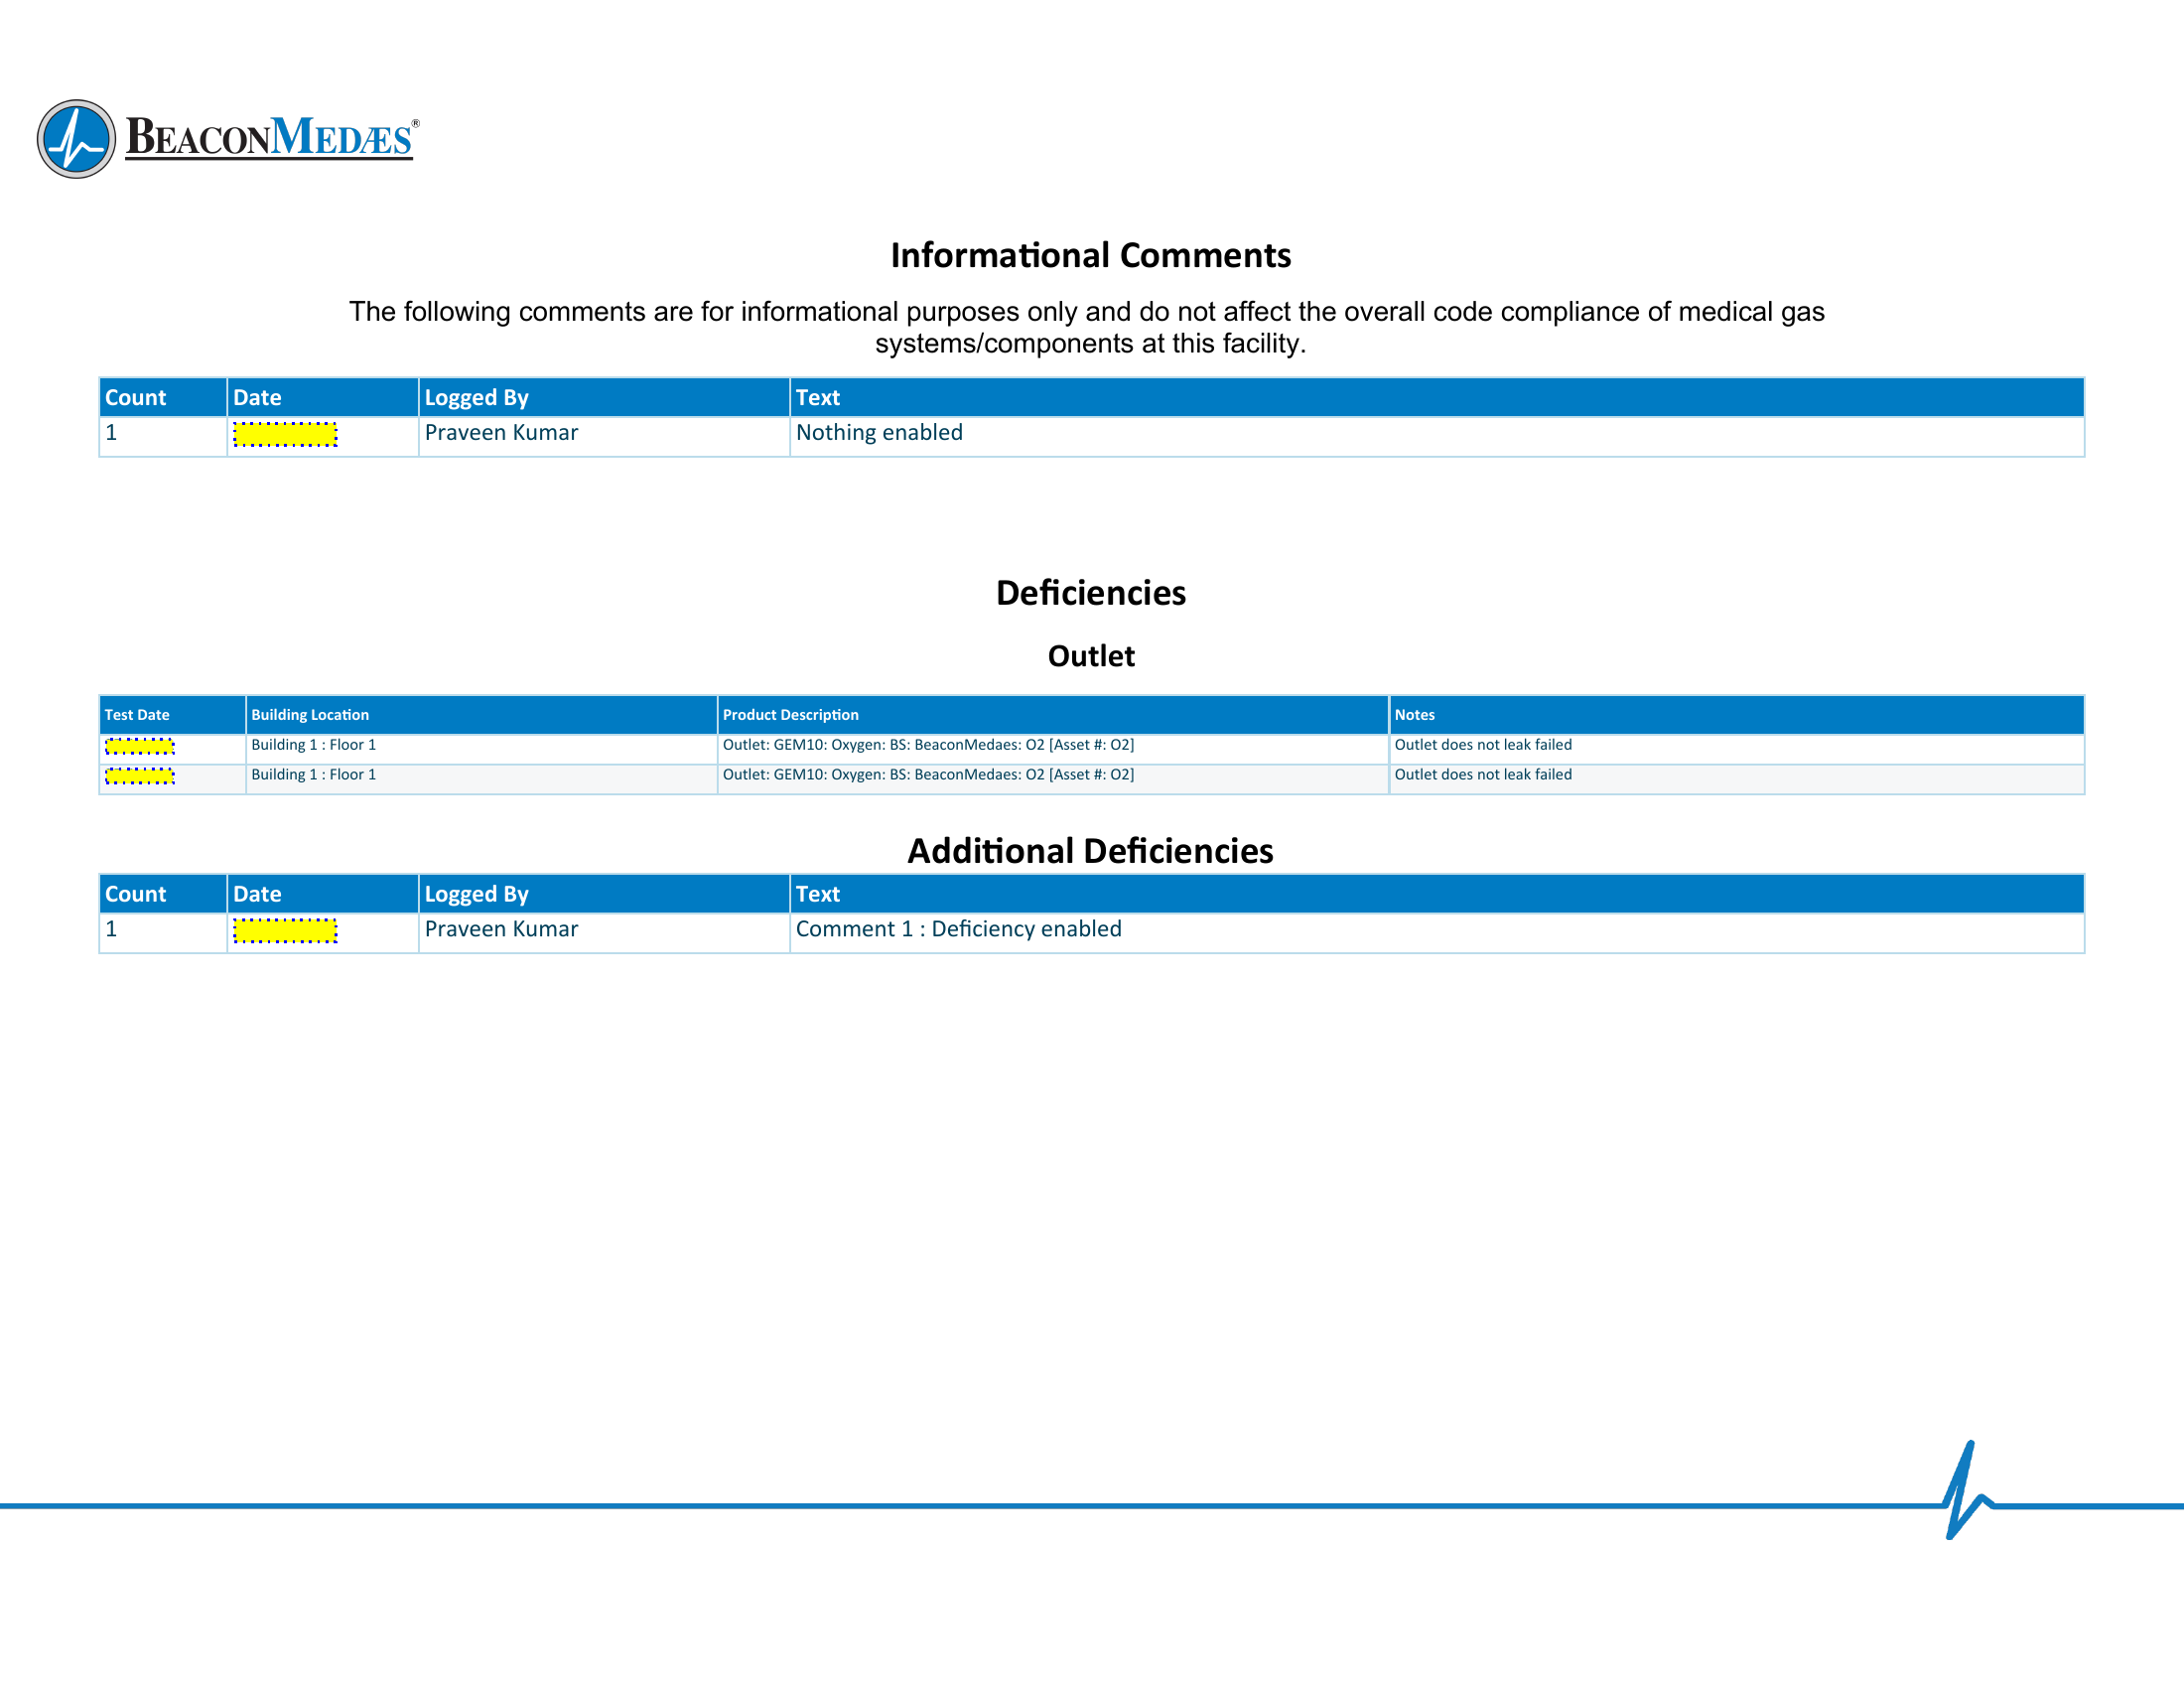 BEACONMEDÆS®
Informational Comments
The following comments are for informational purposes only and do not affect the overall code compliance of medical gas
systems/components at this facility.
Count Date Logged By Text
1 Praveen Kumar Nothing enabled
Deficiencies
Outlet
Test Date Building Location Product Description Notes
Building 1 : Floor 1 Outlet: GEM10: Oxygen: BS: BeaconMedaes: O2 [Asset #: O2] Outlet does not leak failed
Building 1 : Floor 1 Outlet: GEM10: Oxygen: BS: BeaconMedaes: O2 [Asset #: O2] Outlet does not leak failed
Additional Deficiencies
Count Date Logged By Text
1 Praveen Kumar Comment 1 : Deficiency enabled